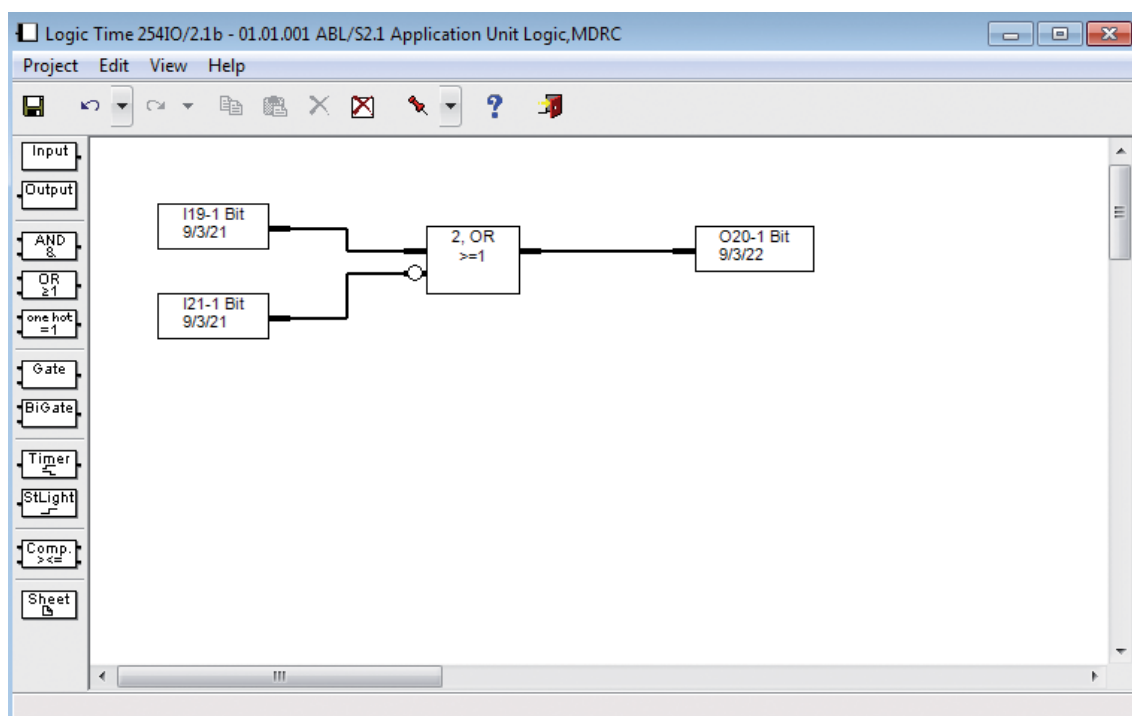 Logic Time 254IO/2.1b - 01.01.001 ABL/S2.1 Application Unit Logic,MDRC
Project Edit View Help
?
Input
Output
AND
&
OR
≥1
one hot
=1
Gate
BiGate
Timer
StLight
Comp.
><=
Sheet
I19-1 Bit
9/3/21
I21-1 Bit
9/3/21
2, OR
>=1
O20-1 Bit
9/3/22